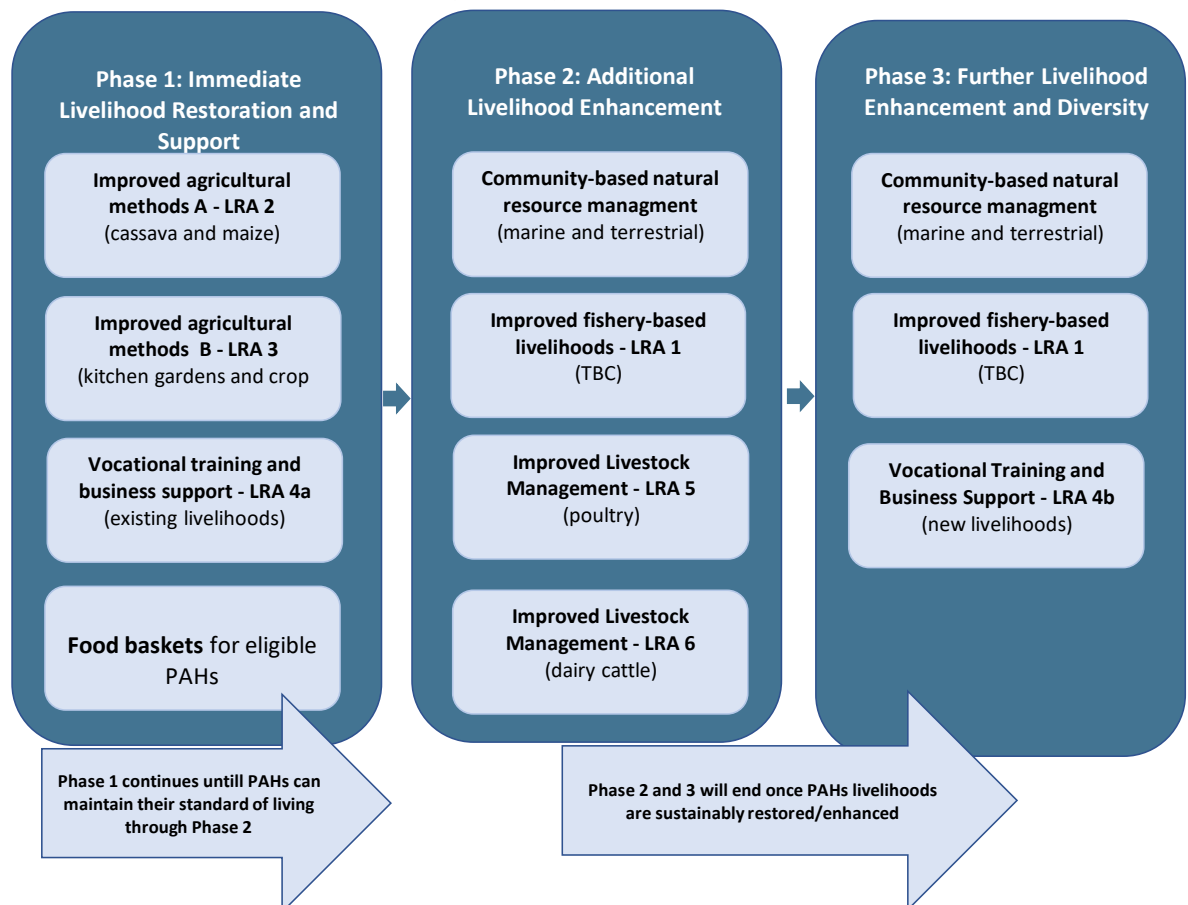 Phase 1: Immediate
Livelihood Restoration and
Support
Improved agricultural
methods A - LRA 2
(cassava and maize)
Improved agricultural
methods B - LRA 3
(kitchen gardens and crop
Vocational training and
business support - LRA 4a
(existing livelihoods)
Food baskets for eligible
PAHs
Phase 1 continues untill PAHs can
maintain their standard of living
through Phase 2
Phase 2: Additional
Livelihood Enhancement
Community-based natural
resource managment
(marine and terrestrial)
Improved fishery-based
livelihoods - LRA 1
(TBC)
Improved Livestock
Management - LRA 5
(poultry)
Improved Livestock
Management - LRA 6
(dairy cattle)
Phase 3: Further Livelihood
Enhancement and Diversity
Community-based natural
resource managment
(marine and terrestrial)
Improved fishery-based
livelihoods - LRA 1
(TBC)
Vocational Training and
Business Support - LRA 4b
(new livelihoods)
Phase 2 and 3 will end once PAHs livelihoods
are sustainably restored/enhanced